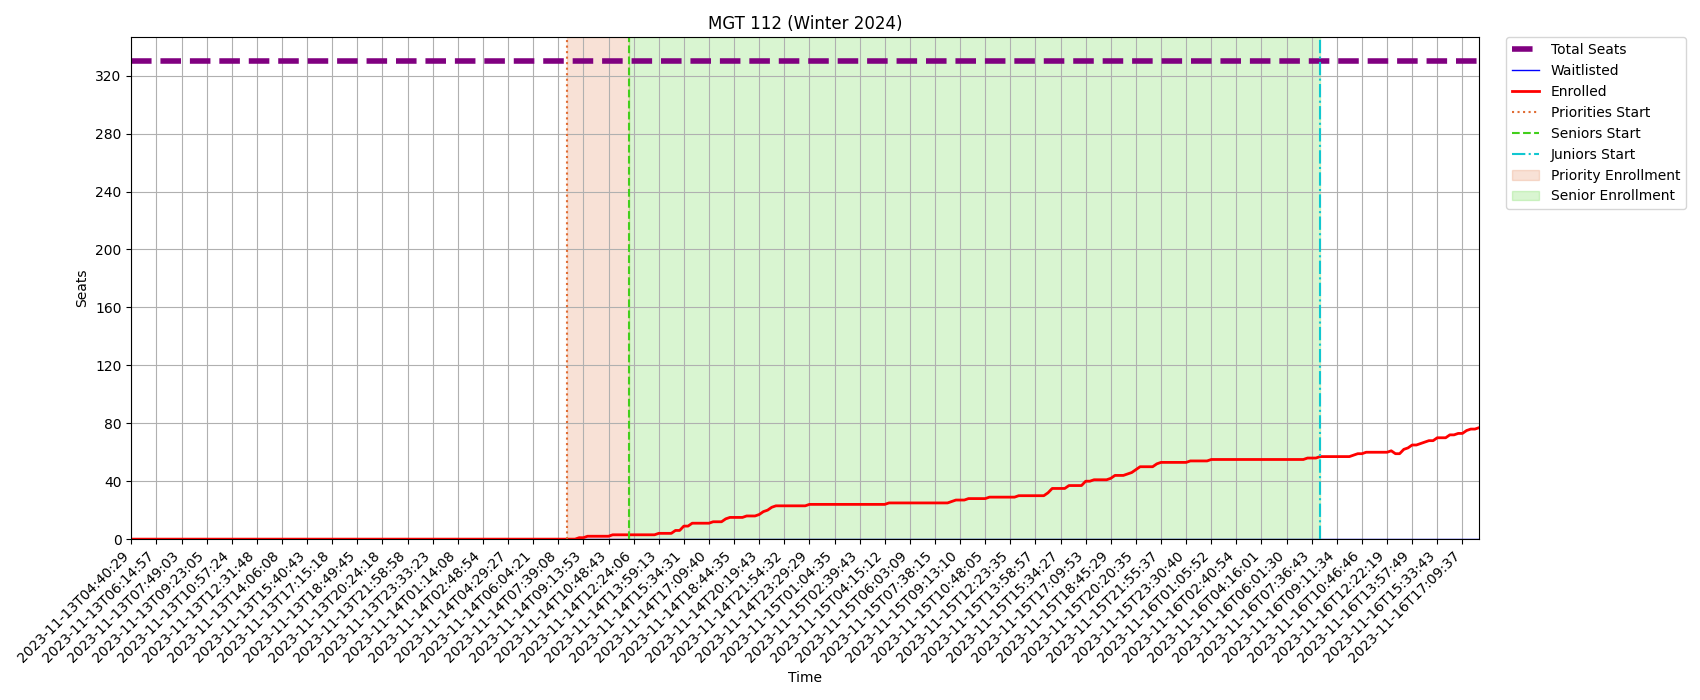 MGT 112 (Winter 2024)
Total Seats
Waitlisted
Enrolled
Priorities Start
Seniors Start
Juniors Start
Priority Enrollment
Senior Enrollment
Seats
320
280
240
200
160
120
80
40
0
2023-11-13T04:40:29
2023-11-13T06:14:57
2023-11-13T07:49:03
2023-11-13T09:23:05
2023-11-13T10:57:24
2023-11-13T12:31:48
2023-11-13T14:06:08
2023-11-13T15:40:43
2023-11-13T17:15:18
2023-11-13T18:49:45
2023-11-13T20:24:18
2023-11-13T21:58:58
2023-11-13T23:33:23
2023-11-14T01:14:08
2023-11-14T02:48:54
2023-11-14T04:29:27
2023-11-14T06:04:21
2023-11-14T07:39:08
2023-11-14T09:13:53
2023-11-14T10:48:43
2023-11-14T12:24:06
2023-11-14T13:59:13
2023-11-14T15:34:31
2023-11-14T17:09:40
2023-11-14T18:44:35
2023-11-14T20:19:43
2023-11-14T21:54:32
2023-11-14T23:29:29
2023-11-15T01:04:35
2023-11-15T02:39:43
2023-11-15T04:15:12
2023-11-15T06:03:09
2023-11-15T07:38:15
2023-11-15T09:13:10
2023-11-15T10:48:05
2023-11-15T12:23:35
2023-11-15T13:58:57
2023-11-15T15:34:27
2023-11-15T17:09:53
2023-11-15T18:45:29
2023-11-15T20:20:35
2023-11-15T21:55:37
2023-11-15T23:30:40
2023-11-16T01:05:52
2023-11-16T02:40:54
2023-11-16T04:16:01
2023-11-16T06:01:30
2023-11-16T07:36:43
2023-11-16T09:11:34
2023-11-16T10:46:46
2023-11-16T12:22:19
2023-11-16T13:57:49
2023-11-16T15:33:43
2023-11-16T17:09:37
Time